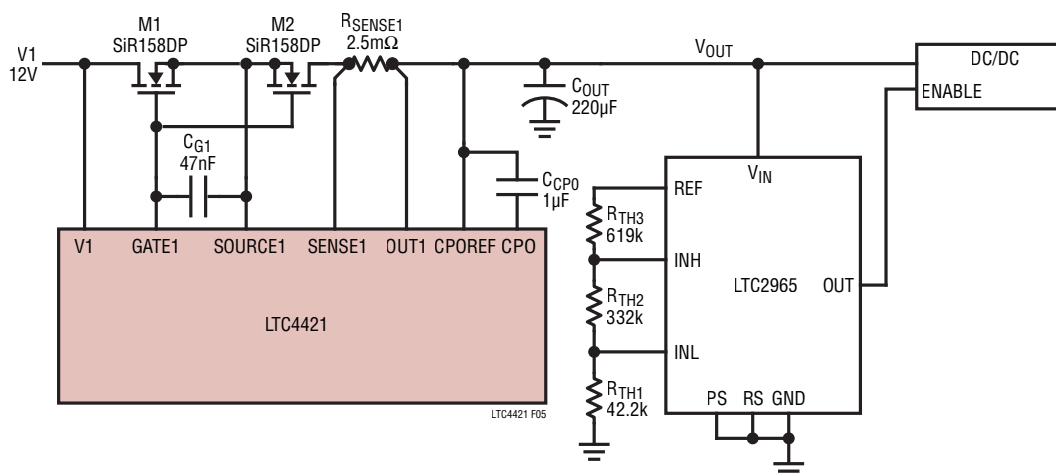 M1
SiR158DP
M2
SiR158DP
RSENSE1
2.5mΩ
V1
12V
VOUT
DC/DC
ENABLE
COUT
220µF
CG1
47nF
CCPO
1µF
V1
GATE1
SOURCE1
SENSE1
OUT1
CPOREF
CPO
LTC4421
LTC4421 F05
VIN
REF
INH
INL
LTC2965
OUT
PS
RS
GND
RTH3
619k
RTH2
332k
RTH1
42.2k